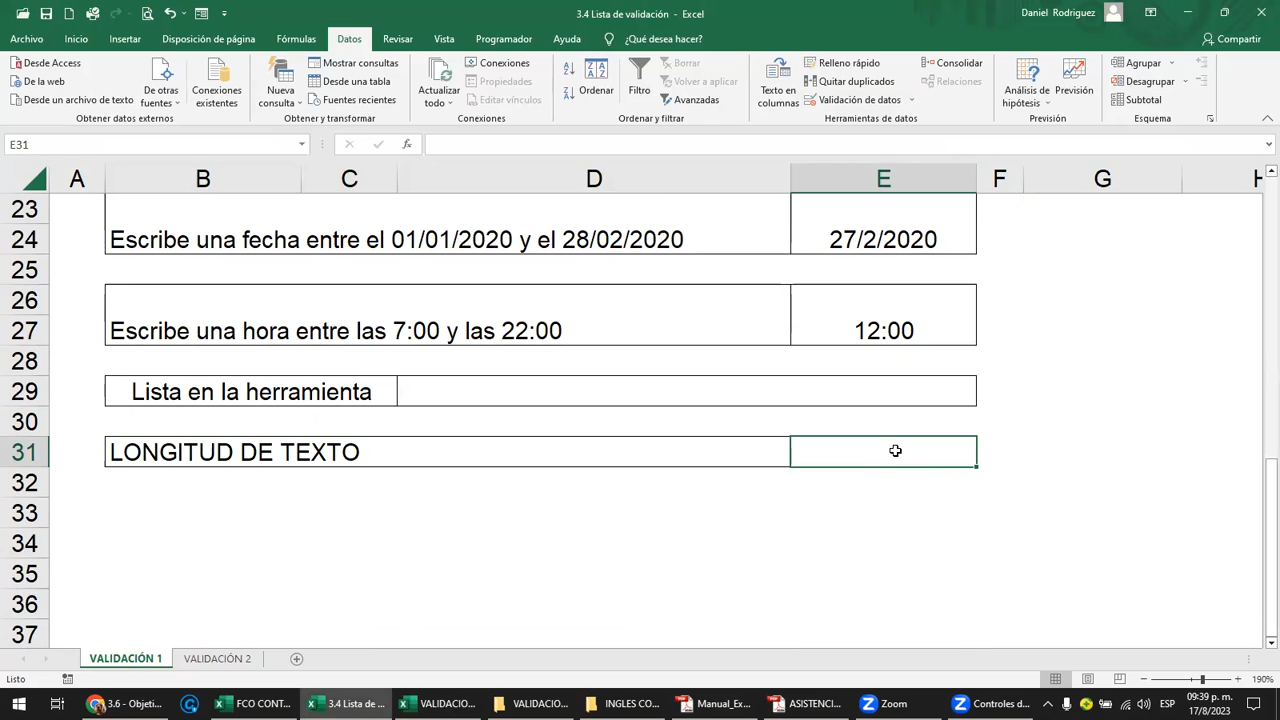 3.4 Lista de validación - Excel
Daniel Rodriguez
Archivo Inicio Insertar Disposición de página Fórmulas Datos Revisar Vista Programador Ayuda ¿Qué desea hacer? Compartir
Desde Access
De la web
Desde un archivo de texto
De otras fuentes
Conexiones existentes
Obtener datos externos
Nueva consulta
Mostrar consultas
Desde una tabla
Fuentes recientes
Obtener y transformar
Actualizar todo
Conexiones
Propiedades
Editar vínculos
Conexiones
Ordenar
Filtro
Borrar
Volver a aplicar
Avanzadas
Ordenar y filtrar
Texto en columnas
Relleno rápido
Quitar duplicados
Validación de datos
Consolidar
Relaciones
Herramientas de datos
Análisis de hipótesis
Previsión
Previsión
Agrupar
Desagrupar
Subtotal
Esquema
E31
A B C D E F G H
23
24 Escribe una fecha entre el 01/01/2020 y el 28/02/2020 27/2/2020
25
26
27 Escribe una hora entre las 7:00 y las 22:00 12:00
28
29 Lista en la herramienta
30
31 LONGITUD DE TEXTO
32
33
34
35
36
37
VALIDACIÓN 1 VALIDACIÓN 2
Listo 190%
3.6 - Objeti... FCO CONT... 3.4 Lista de ... VALIDACIO... VALIDACIO... INGLES CO... Manual_Ex... ASISTENCI... Zoom Controles d... ESP 09:39 p. m.
17/8/2023